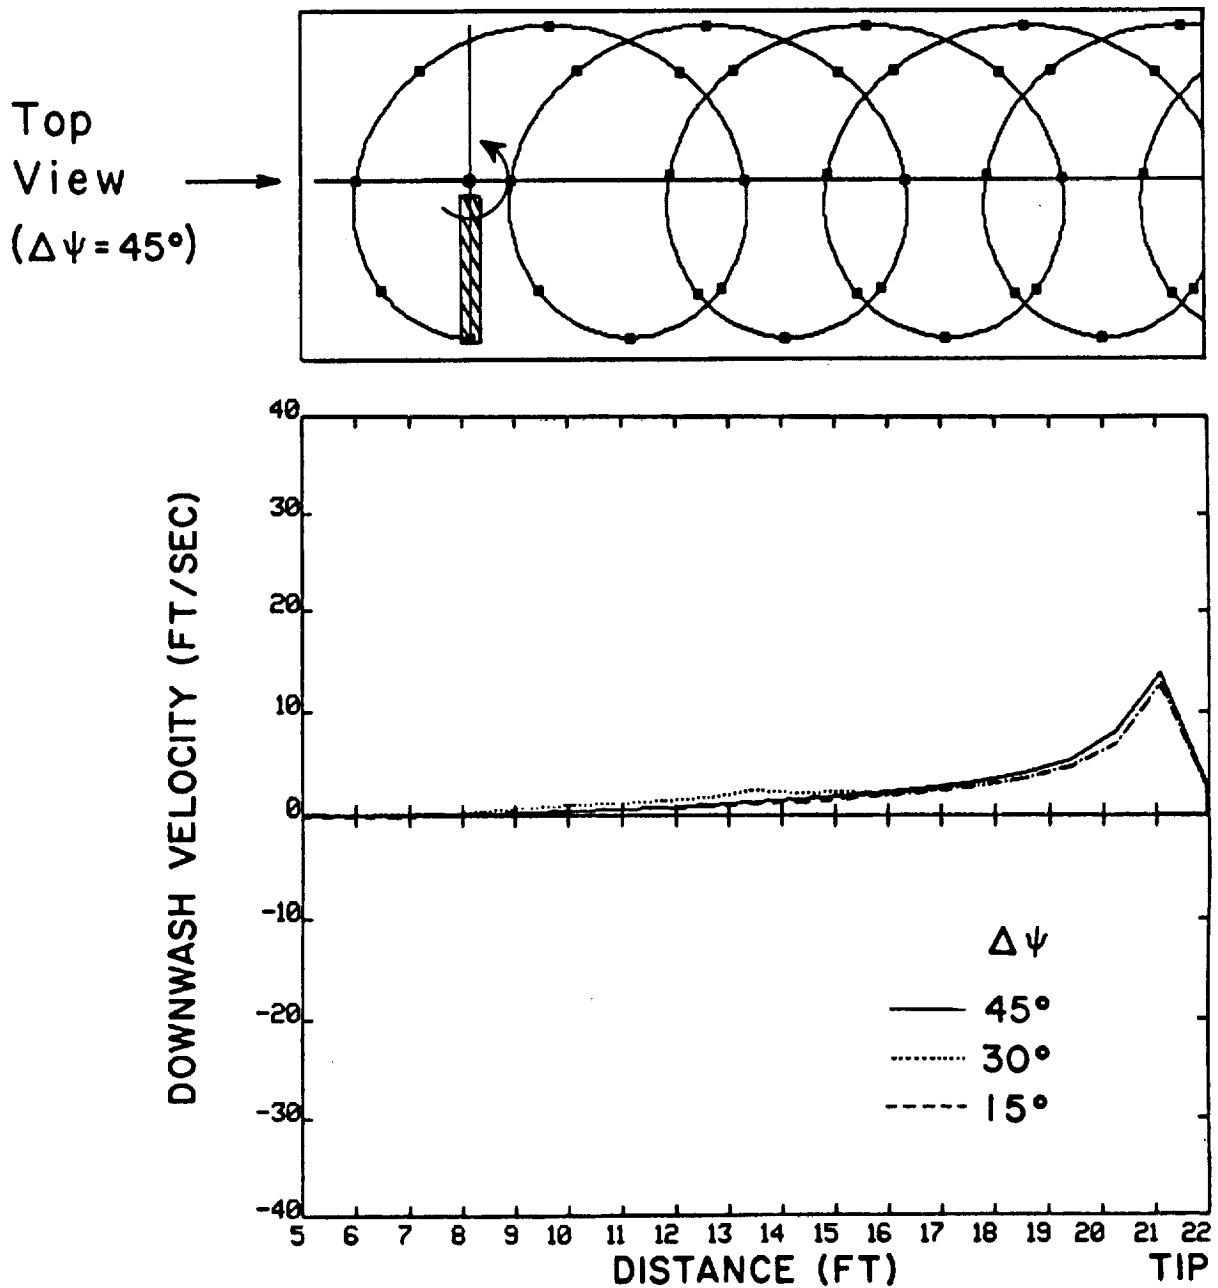 Top
View
(Δψ=45°)
40
30
20
10
0
-10
-20
-30
-40
DOWNWASH VELOCITY (FT/SEC)
Δψ
45°
30°
15°
5 6 7 8 9 10 11 12 13 14 15 16 17 18 19 20 21 22
DISTANCE (FT)
TIP